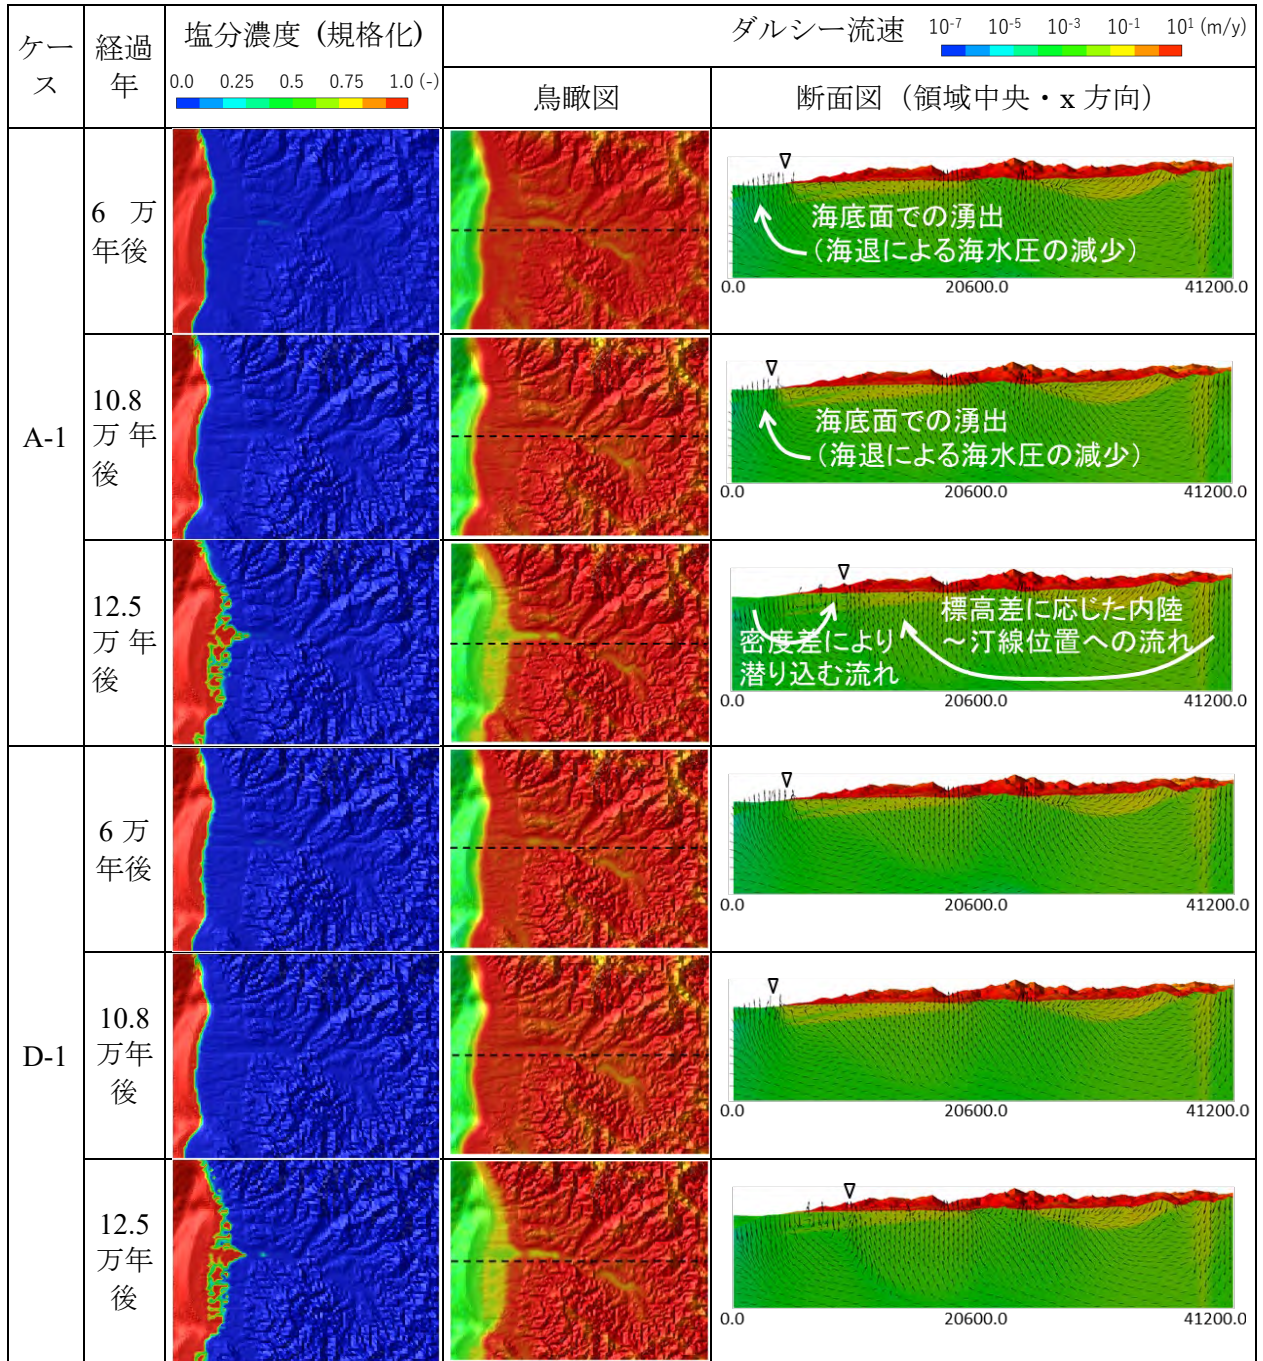 ケー
ス
経過
年
塩分濃度 (規格化)
0.0 0.25 0.5 0.75 1.0 (-)
ダルシー流速 10-7 10-5 10-3 10-1 101 (m/y)
鳥瞰図
断面図（領域中央・x 方向）
A-1
6 万
年後
▽
海底面での湧出
（海退による海水圧の減少）
0.0 20600.0 41200.0
10.8
万年
後
▽
海底面での湧出
（海退による海水圧の減少）
0.0 20600.0 41200.0
12.5
万年
後
▽
密度差により
潜り込む流れ
標高差に応じた内陸
～汀線位置への流れ
0.0 20600.0 41200.0
D-1
6 万
年後
▽
0.0 20600.0 41200.0
10.8
万年
後
▽
0.0 20600.0 41200.0
12.5
万年
後
▽
0.0 20600.0 41200.0